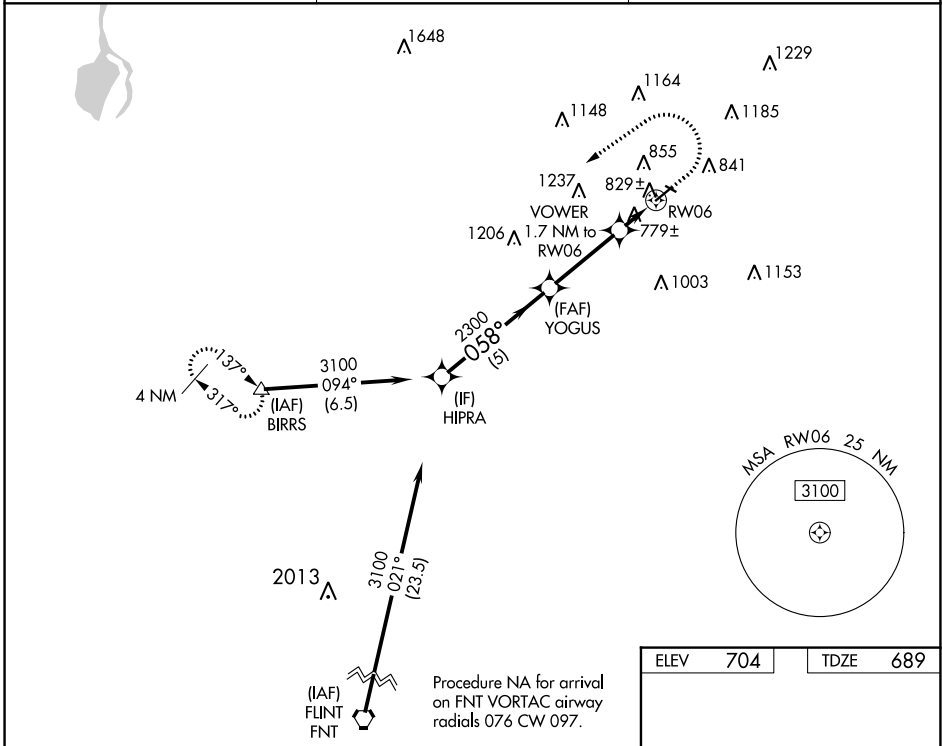 1648
1229
1164
1148
1185
855
841
1237
829±
RW06
VOWER
1.7 NM to
RW06
779±
1206
1003
1153
(FAF)
YOGUS
2300
058°
(5)
137°
317°
4 NM
(IAF)
BIRRS
3100
094°
(6.5)
(IF)
HIPRA
MSA RW06 25 NM
3100
3100
021°
(23.5)
2013
(IAF)
FLINT
FNT
Procedure NA for arrival
on FNT VORTAC airway
radials 076 CW 097.
ELEV 704
TDZE 689